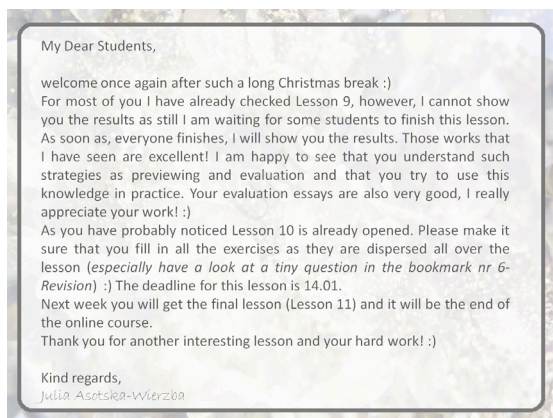 My Dear Students,
welcome once again after such a long Christmas break :)
For most of you I have already checked Lesson 9, however, I cannot show
you the results as still I am waiting for some students to finish this lesson.
As soon as, everyone finishes, I will show you the results. Those works that
I have seen are excellent! I am happy to see that you understand such
strategies as previewing and evaluation and that you try to use this
knowledge in practice. Your evaluation essays are also very good, I really
appreciate your work! :)
As you have probably noticed Lesson 10 is already opened. Please make it
sure that you fill in all the exercises as they are dispersed all over the
lesson (especially have a look at a tiny question in the bookmark nr 6-
Revision) :) The deadline for this lesson is 14.01.
Next week you will get the final lesson (Lesson 11) and it will be the end of
the online course.
Thank you for another interesting lesson and your hard work! :)
Kind regards,
Julia Asotska-Wierzba